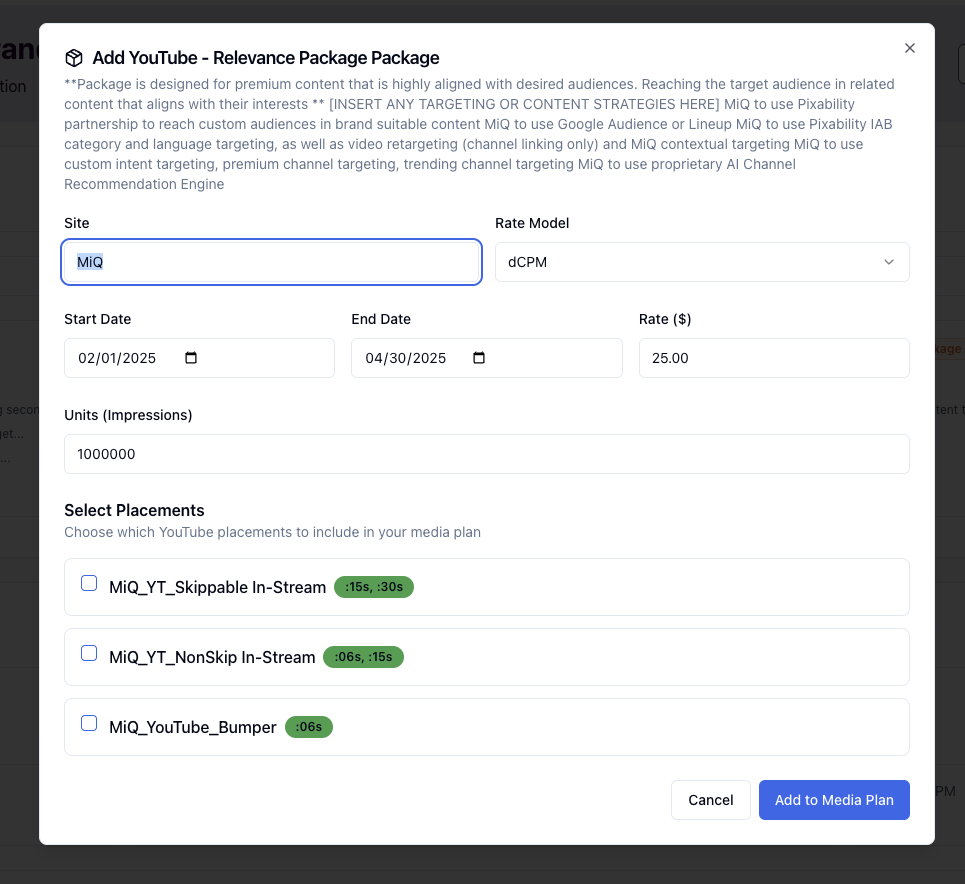 ran
tion
Add YouTube - Relevance Package Package
**Package is designed for premium content that is highly aligned with desired audiences. Reaching the target audience in related
content that aligns with their interests ** [INSERT ANY TARGETING OR CONTENT STRATEGIES HERE] MiQ to use Pixability
partnership to reach custom audiences in brand suitable content MiQ to use Google Audience or Lineup MiQ to use Pixability IAB
category and language targeting, as well as video retargeting (channel linking only) and MiQ contextual targeting MiQ to use
custom intent targeting, premium channel targeting, trending channel targeting MiQ to use proprietary AI Channel
Recommendation Engine
Site
Rate Model
MiQ
dCPM
Start Date
End Date
Rate ($)
02/01/2025
04/30/2025
25.00
kage
Units (Impressions)
g secon
tent t
get...
1000000
...
Select Placements
Choose which YouTube placements to include in your media plan
MiQ_YT_Skippable In-Stream :15s, :30s
MiQ_YT_NonSkip In-Stream :06s, :15s
MiQ_YouTube_Bumper :06s
PM
Cancel
Add to Media Plan